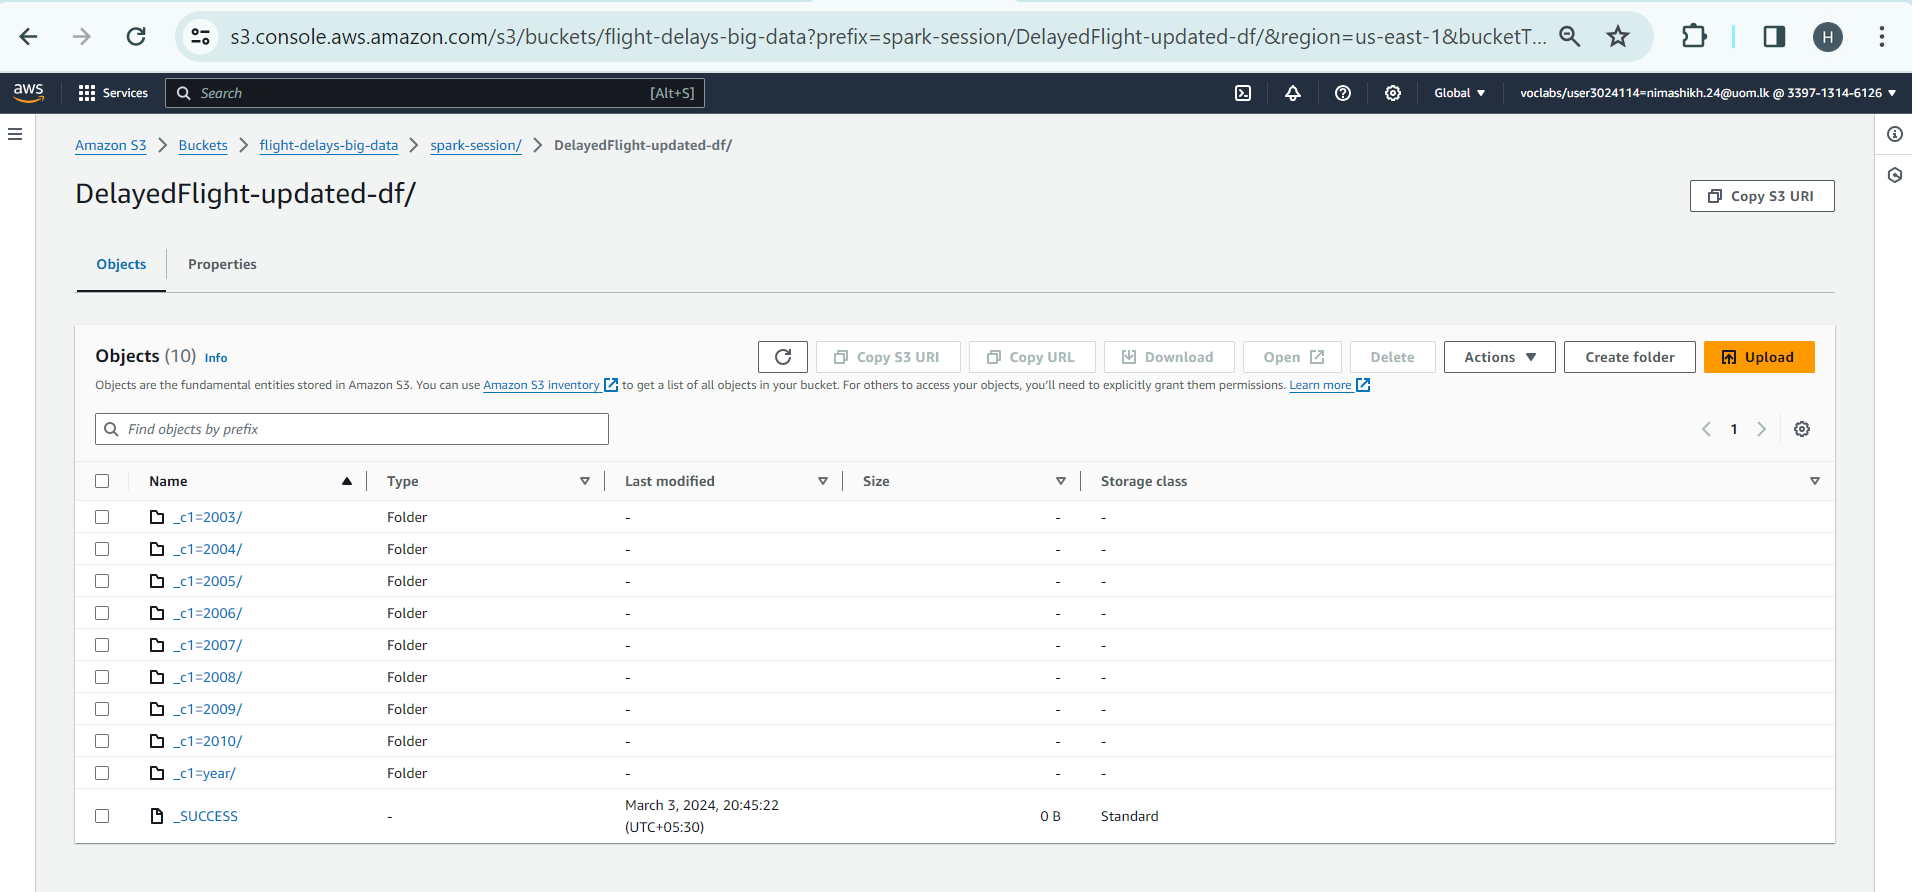 s3.console.aws.amazon.com/s3/buckets/flight-delays-big-data?prefix=spark-session/DelayedFlight-updated-df/&region=us-east-1&bucketT...
H
aws
Services
Search
[Alt+S]
Global
voclabs/user3024114=nimashikh.24@uom.lk @ 3397-1314-6126
Amazon S3 > Buckets > flight-delays-big-data > spark-session/ > DelayedFlight-updated-df/
DelayedFlight-updated-df/
Copy S3 URI
Objects
Properties
Objects (10) Info
Copy S3 URI
Copy URL
Download
Open
Delete
Actions
Create folder
Upload
Objects are the fundamental entities stored in Amazon S3. You can use Amazon S3 inventory to get a list of all objects in your bucket. For others to access your objects, you'll need to explicitly grant them permissions. Learn more
Find objects by prefix
1
Name Type Last modified Size Storage class
_c1=2003/ Folder - - -
_c1=2004/ Folder - - -
_c1=2005/ Folder - - -
_c1=2006/ Folder - - -
_c1=2007/ Folder - - -
_c1=2008/ Folder - - -
_c1=2009/ Folder - - -
_c1=2010/ Folder - - -
_c1=year/ Folder - - -
_SUCCESS - March 3, 2024, 20:45:22 (UTC+05:30) 0 B Standard